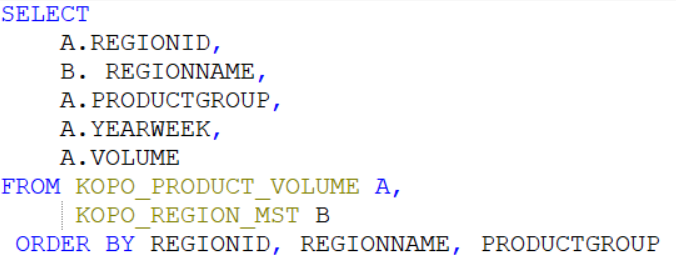 SELECT
A.REGIONID,
B. REGIONNAME,
A.PRODUCTGROUP,
A.YEARWEEK,
A.VOLUME
FROM KOPO_PRODUCT_VOLUME A,
KOPO_REGION_MST B
ORDER BY REGIONID, REGIONNAME, PRODUCTGROUP